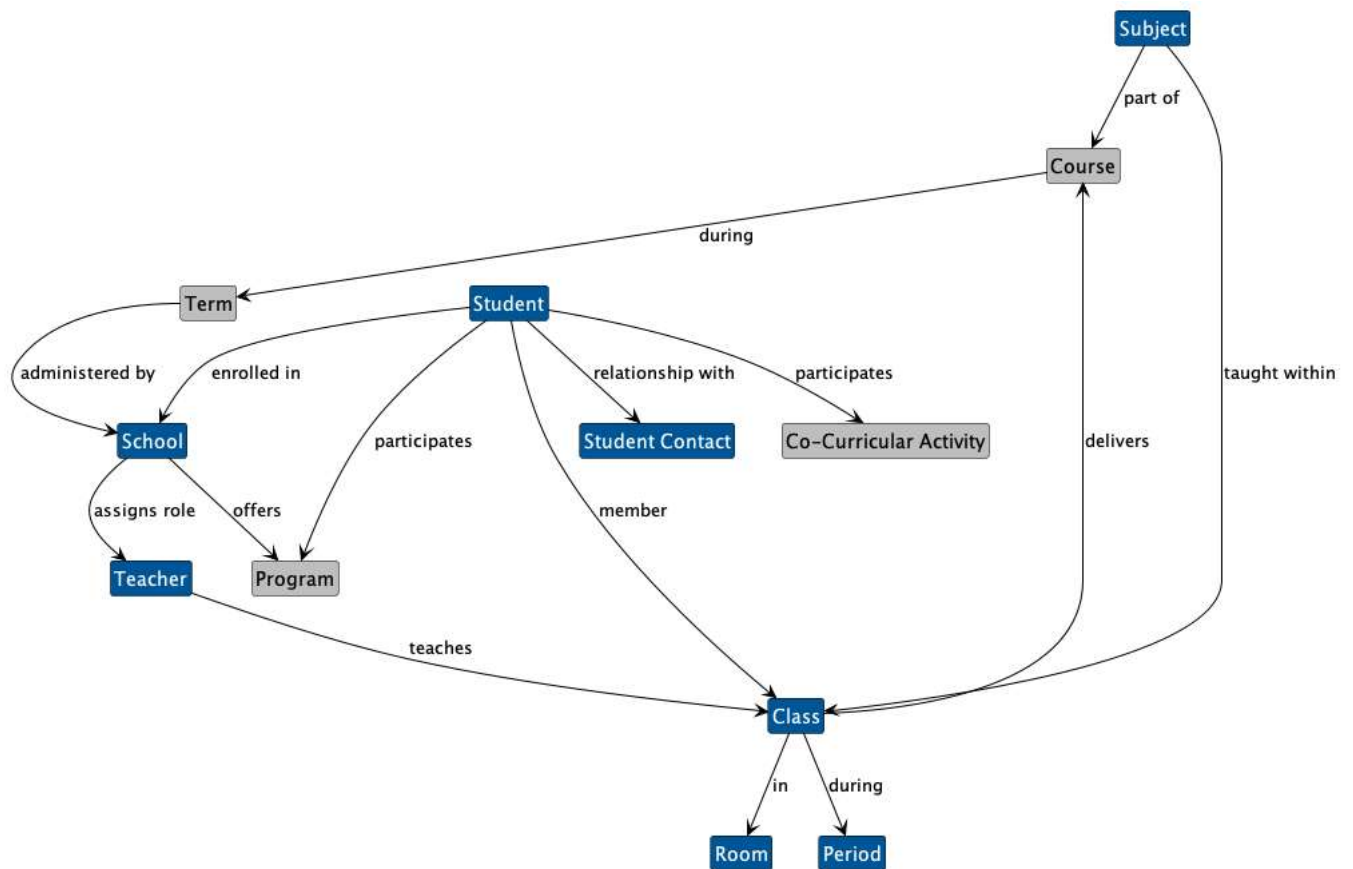 Subject
part of
Course
during
Term
Student
administered by
enrolled in
relationship with
participates
taught within
School
participates
Student Contact
Co-Curricular Activity
delivers
assigns role
offers
member
Teacher
Program
teaches
Class
in
during
Room
Period